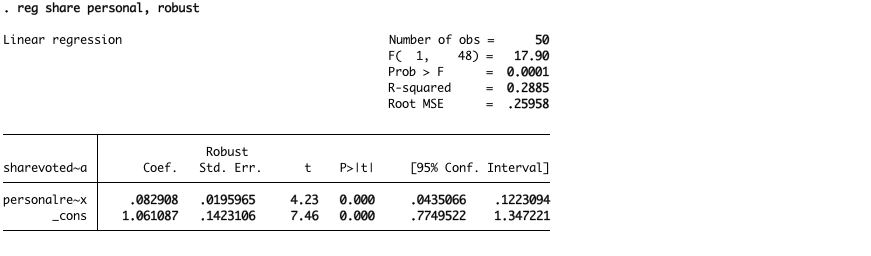 . reg share personal, robust
Linear regression Number of obs = 50
F( 1, 48) = 17.90
Prob > F = 0.0001
R-squared = 0.2885
Root MSE = .25958
Robust
sharevoted~a Coef. Std. Err. t P>|t| [95% Conf. Interval]
personalre~x .082908 .0195965 4.23 0.000 .0435066 .1223094
_cons 1.061087 .1423106 7.46 0.000 .7749522 1.347221